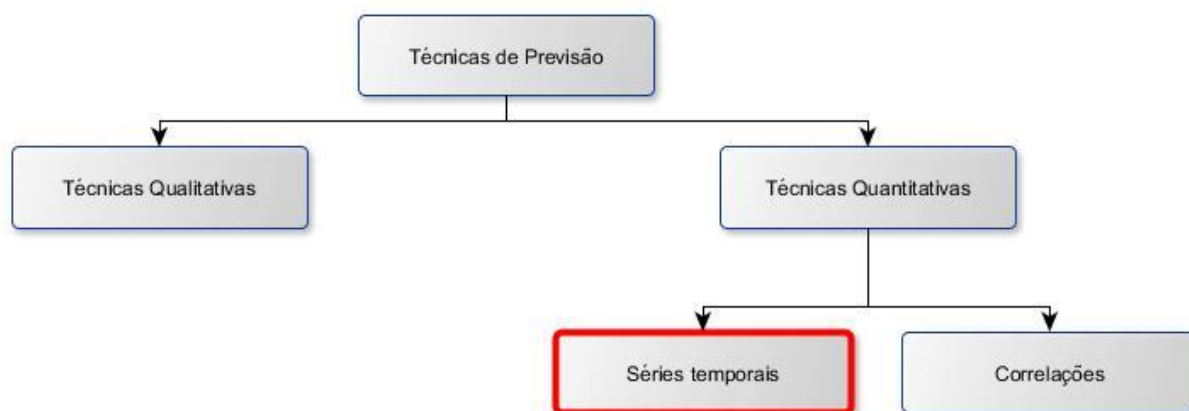 Técnicas de Previsão
Técnicas Qualitativas
Técnicas Quantitativas
Séries temporais
Correlações